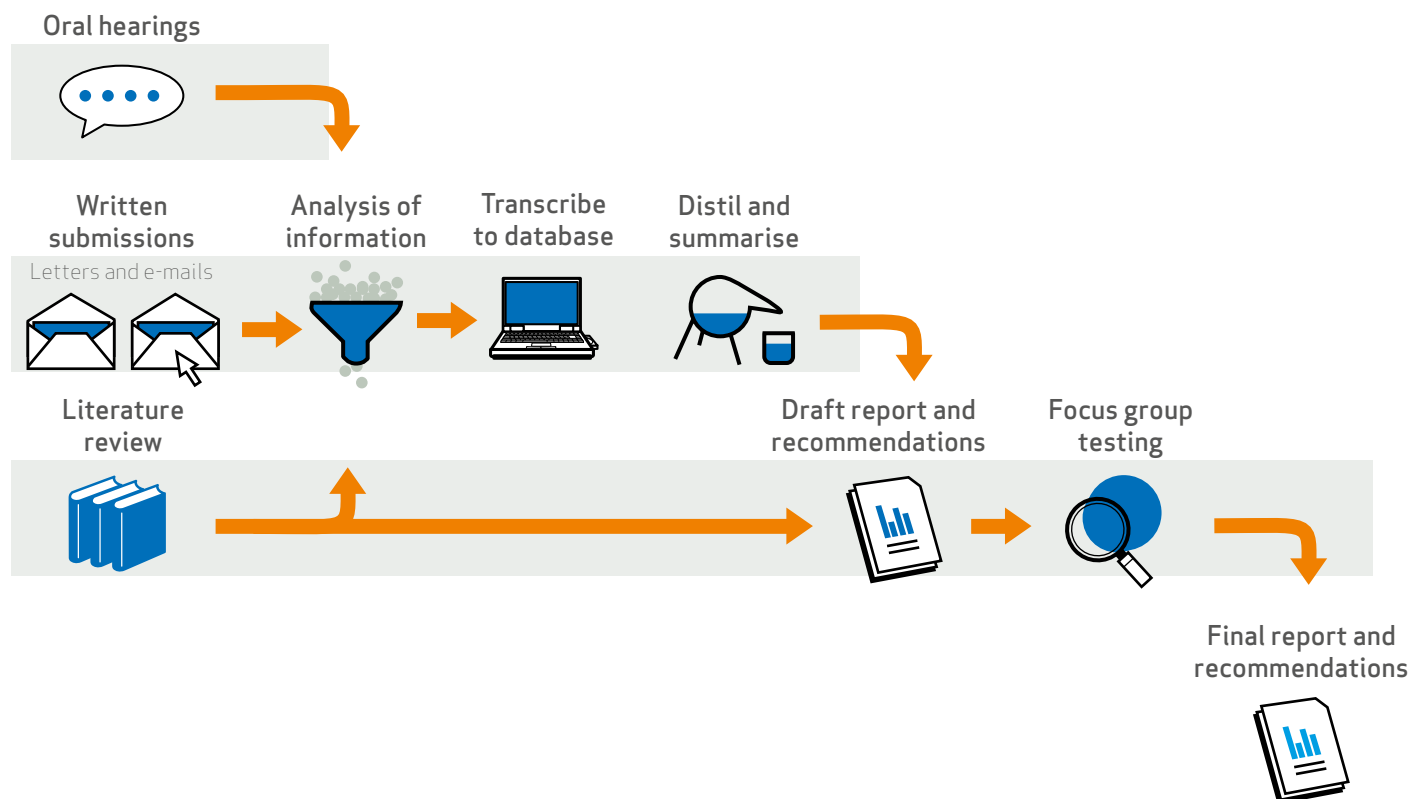 Oral hearings
Written
submissions
Letters and e-mails
Analysis of
information
Transcribe
to database
Distil and
summarise
Literature
review
Draft report and
recommendations
Focus group
testing
Final report and
recommendations